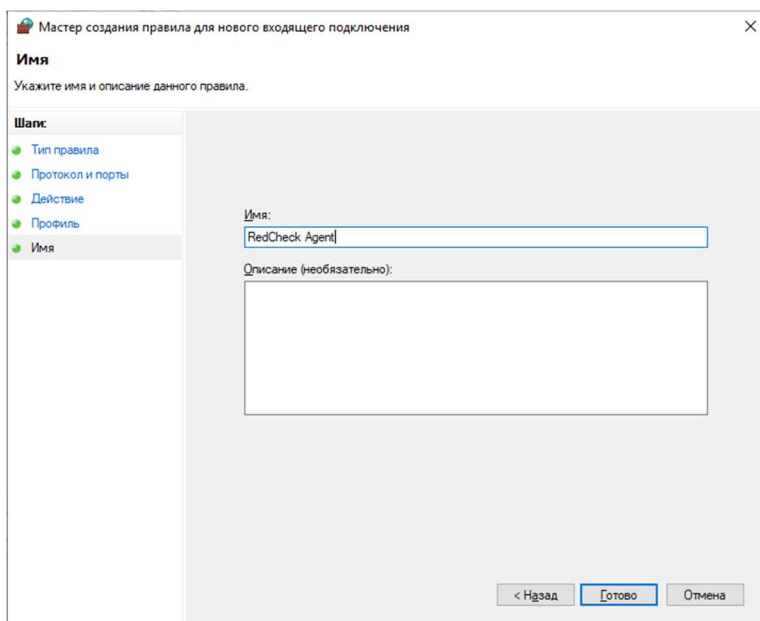 Мастер создания правила для нового входящего подключения
Имя
Укажите имя и описание данного правила.
Шаги:
Тип правила
Протокол и порты
Действие
Профиль
Имя
Имя:
RedCheck Agent
Описание (необязательно):
< Назад
Готово
Отмена